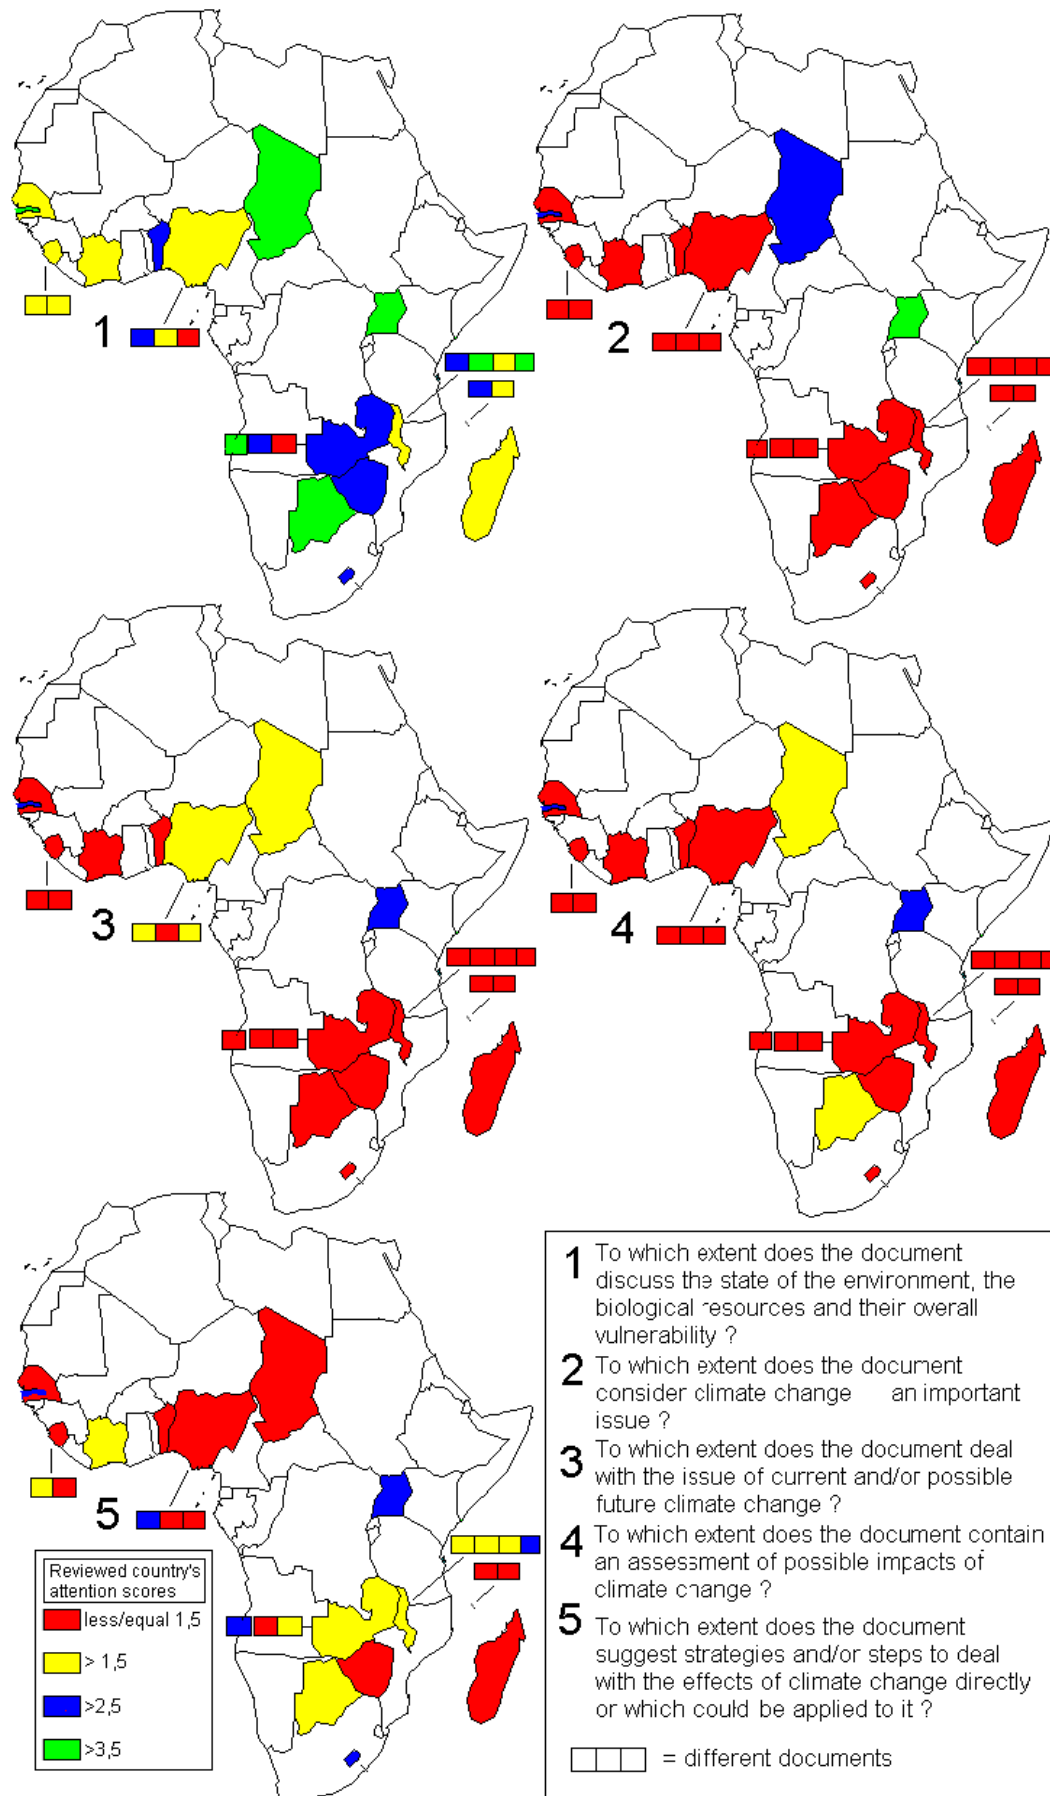 1
2
3
4
5
Reviewed country's
attention scores
less/equal 1,5
> 1,5
>2,5
>3,5
1 To which extent does the document
discuss the state of the environment, the
biological resources and their overall
vulnerability ?
2 To which extent does the document
consider climate change an important
issue ?
3 To which extent does the document deal
with the issue of current and/or possible
future climate change ?
4 To which extent does the document contain
an assessment of possible impacts of
climate change ?
5 To which extent does the document
suggest strategies and/or steps to deal
with the effects of climate change directly
or which could be applied to it ?
= different documents